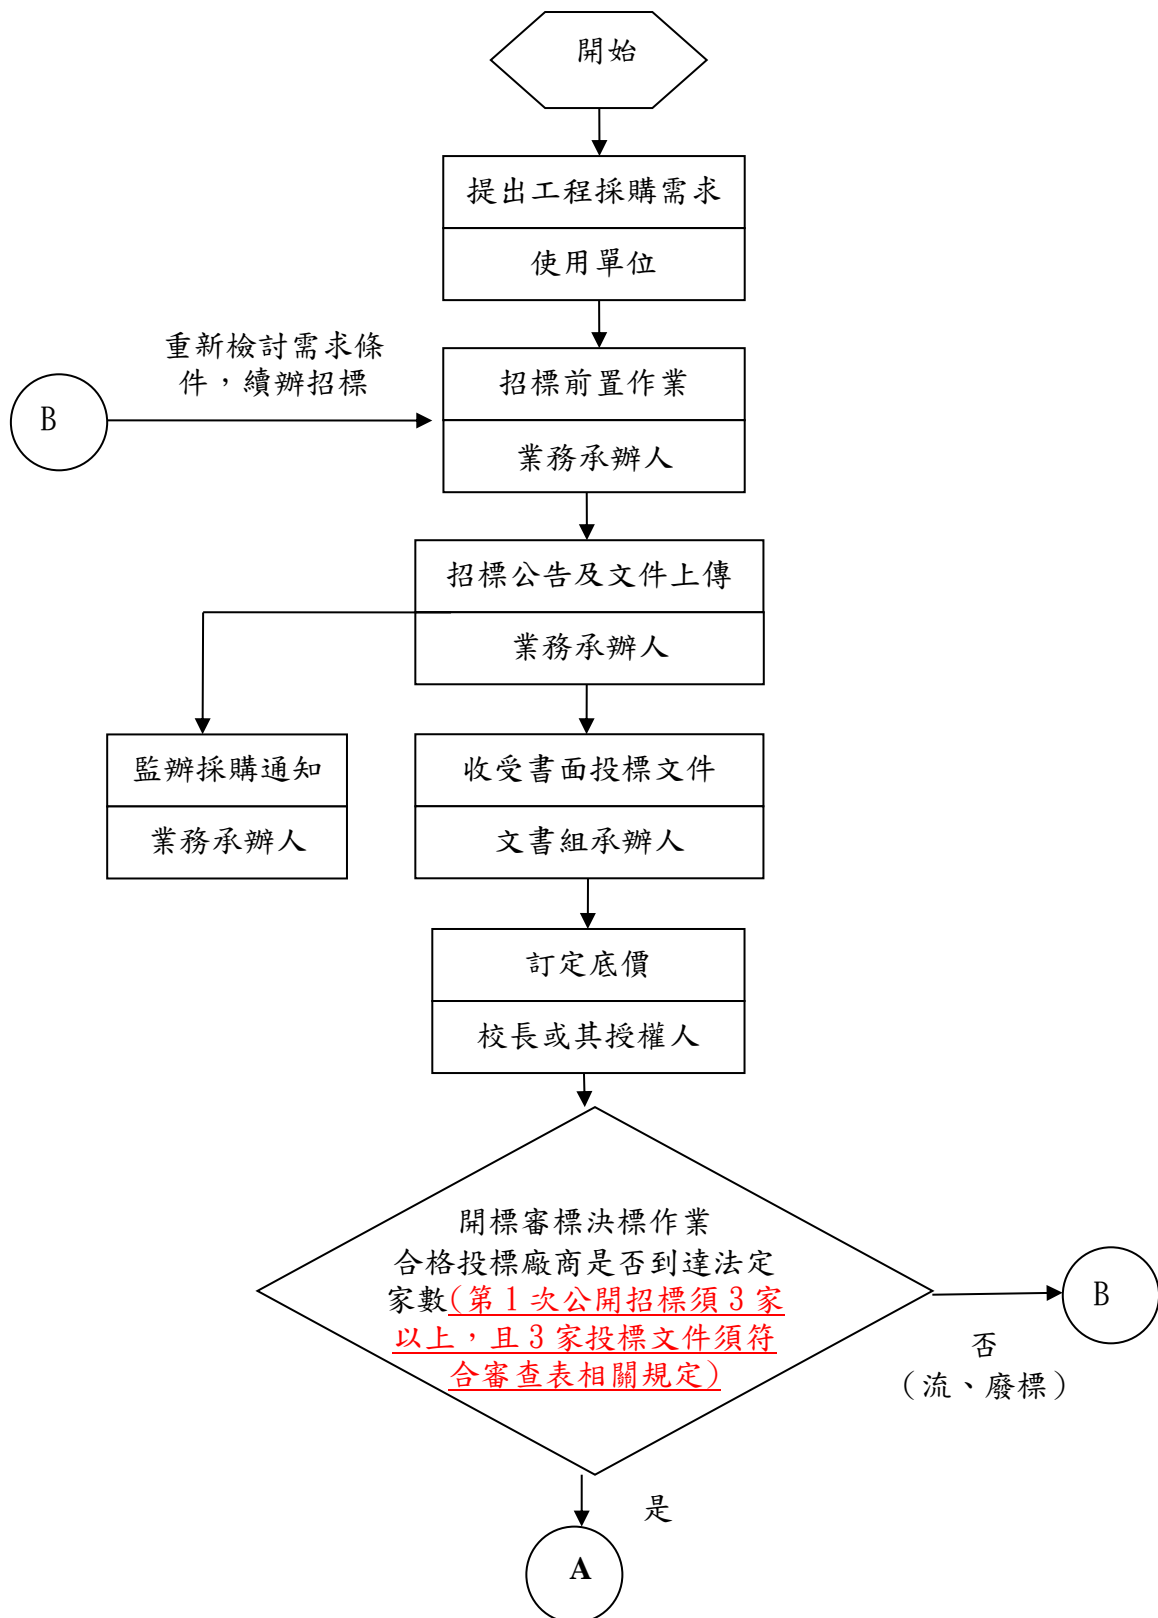 開始
提出工程採購需求
使用單位
重新檢討需求條
件，續辦招標
B
招標前置作業
業務承辦人
招標公告及文件上傳
業務承辦人
監辦採購通知
業務承辦人
收受書面投標文件
文書組承辦人
訂定底價
校長或其授權人
開標審標決標作業
合格投標廠商是否到達法定
家數(第 1 次公開招標須 3 家
以上，且 3 家投標文件須符
合審查表相關規定)
B
否
（流、廢標）
是
A